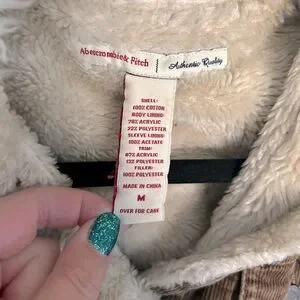 Abercrombie & Fitch
Authentic Quality
SHELL:
100% COTTON
BODY LINING:
78% ACRYLIC
22% POLYESTER
SLEEVE LINING:
100% ACETATE
TRIM:
87% ACRYLIC
13% POLYESTER
FILLER:
100% POLYESTER
MADE IN CHINA
M
OVER FOR CARE